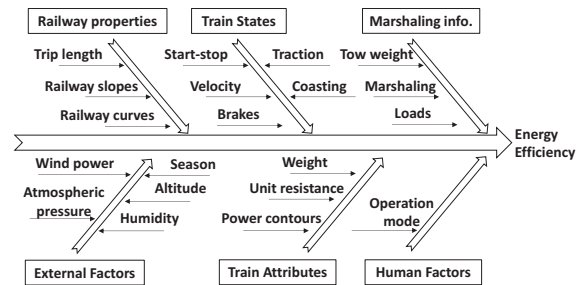 Railway properties
Train States
Marshaling info.
Trip length
Start-stop
Traction
Tow weight
Railway slopes
Velocity
Coasting
Marshaling
Railway curves
Brakes
Loads
Energy
Efficiency
Wind power
Season
Weight
Atmospheric
pressure
Altitude
Unit resistance
Humidity
Power contours
Operation
mode
External Factors
Train Attributes
Human Factors